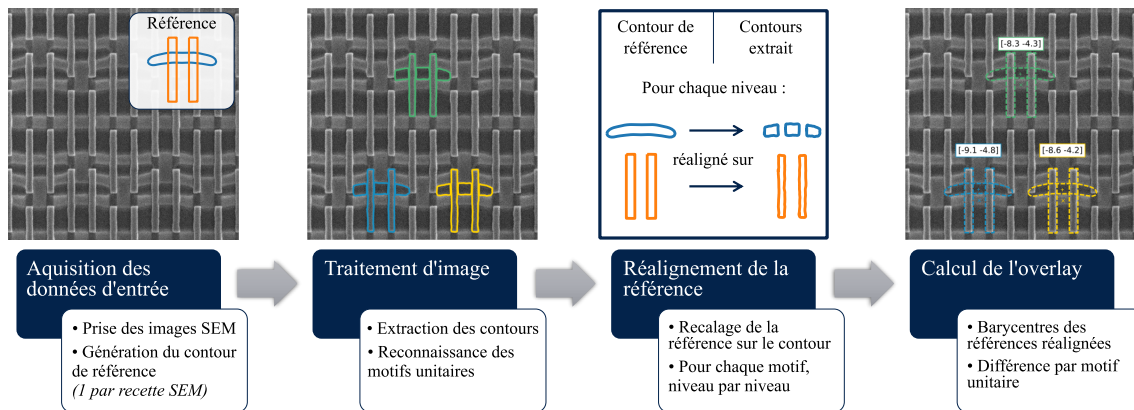 Référence
Contour de
référence
Contours
extrait
Pour chaque niveau :
réaligné sur
[-8.3 -4.3]
[-9.1 -4.8]
[-8.6 -4.2]
Aquisition des
données d'entrée
• Prise des images SEM
• Génération du contour
de référence
(1 par recette SEM)
Traitement d'image
• Extraction des contours
• Reconnaissance des
motifs unitaires
Réalignement de la
référence
• Recalage de la
référence sur le contour
• Pour chaque motif,
niveau par niveau
Calcul de l'overlay
• Barycentres des
références réalignées
• Différence par motif
unitaire